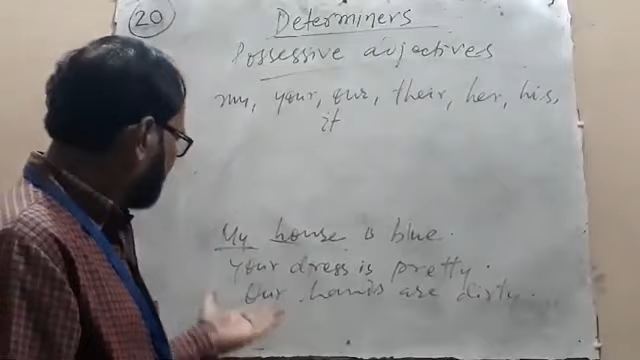 20
Determiners
Possessive adjectives
my, your, our, their, her, his,
it
My house is blue.
Your dress is pretty.
Our hands are dirty.